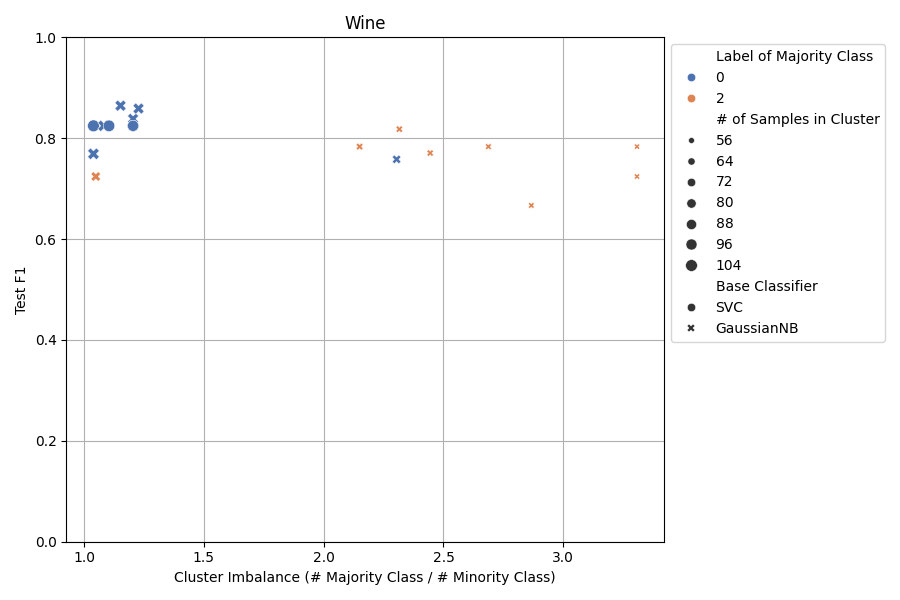 Wine
1.0
0.8
0.6
0.4
0.2
0.0
Test F1
1.0
1.5
2.0
2.5
3.0
Cluster Imbalance (# Majority Class / # Minority Class)
Label of Majority Class
0
2
# of Samples in Cluster
56
64
72
80
88
96
104
Base Classifier
SVC
GaussianNB